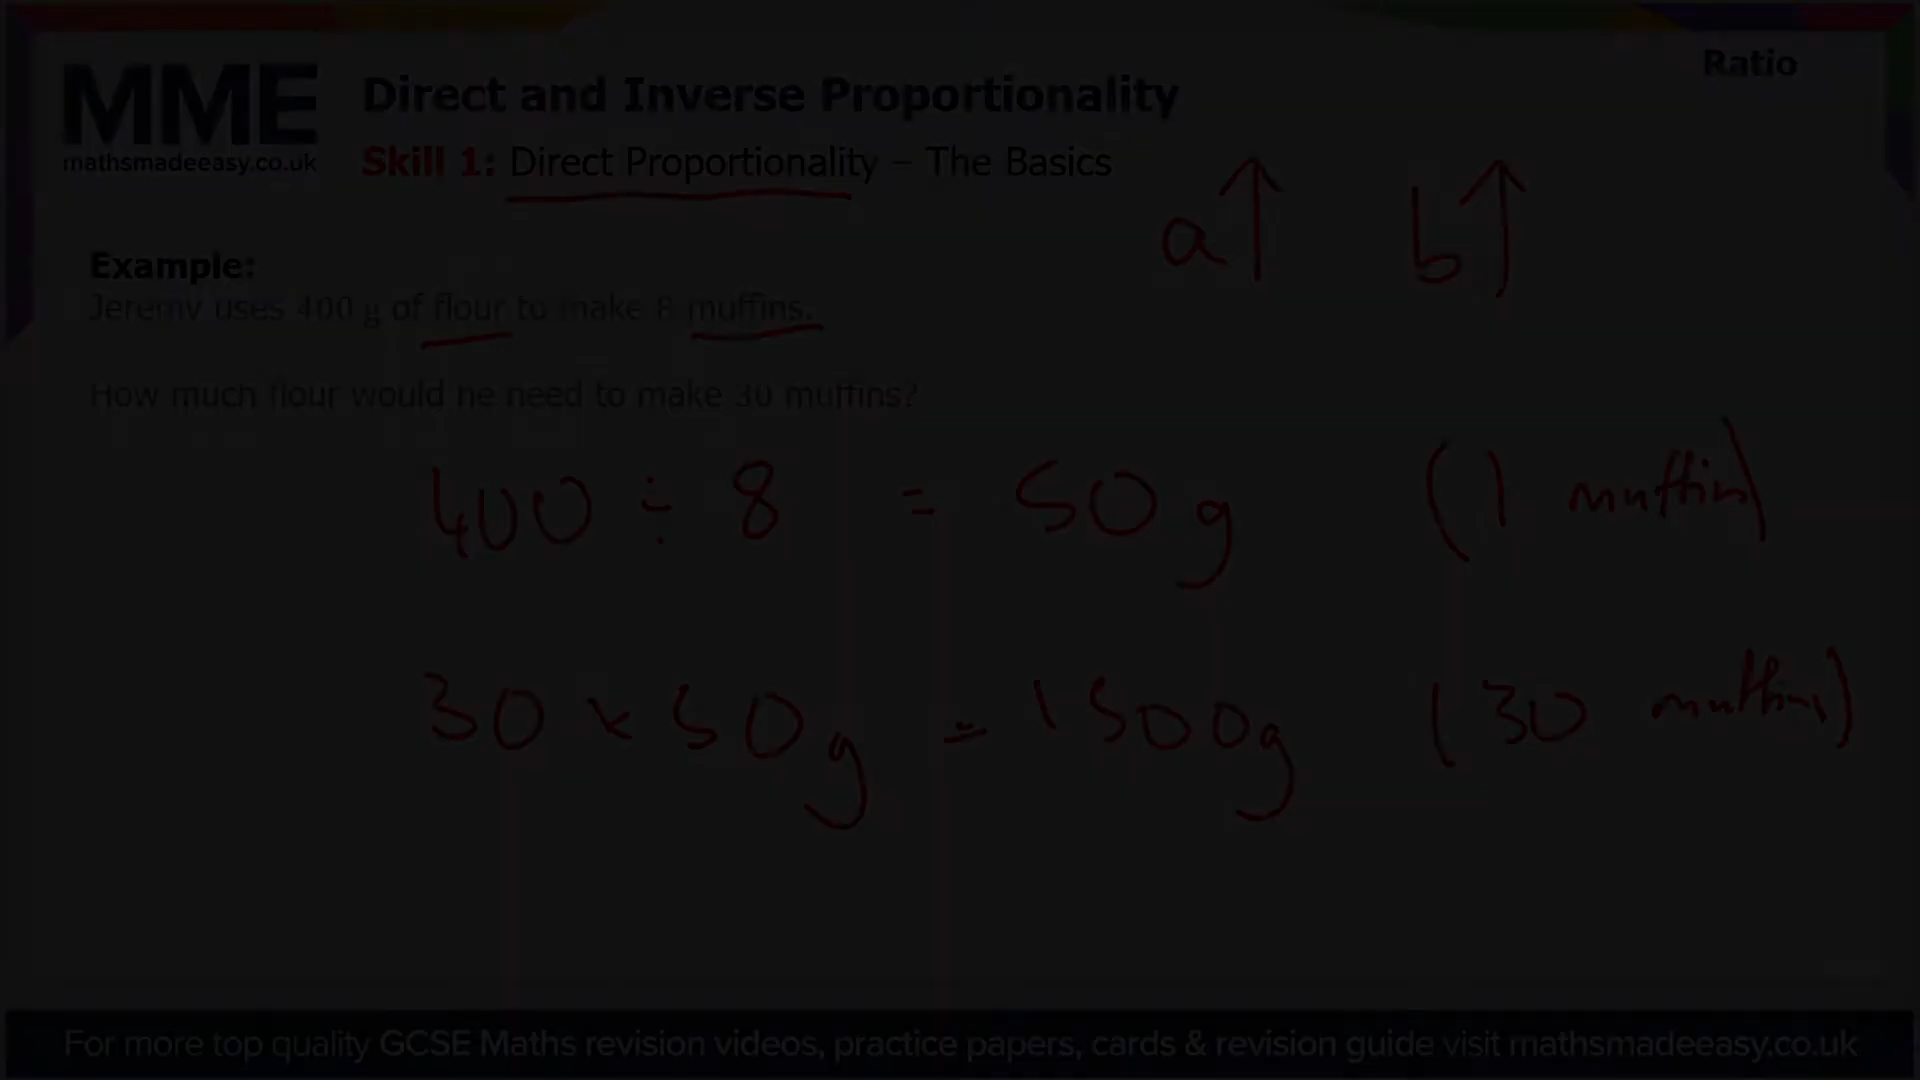 Ratio
MME
mathsmadeeasy.co.uk
Direct and Inverse Proportionality
Skill 1: Direct Proportionality – The Basics
a↑ b↑
Example:
Jeremy uses 400 g of flour to make 8 muffins.
How much flour would he need to make 30 muffins?
400 ÷ 8 = 50g (1 muffin)
30 × 50g = 1500g (30 muffins)
For more top quality GCSE Maths revision videos, practice papers, cards & revision guide visit mathsmadeeasy.co.uk